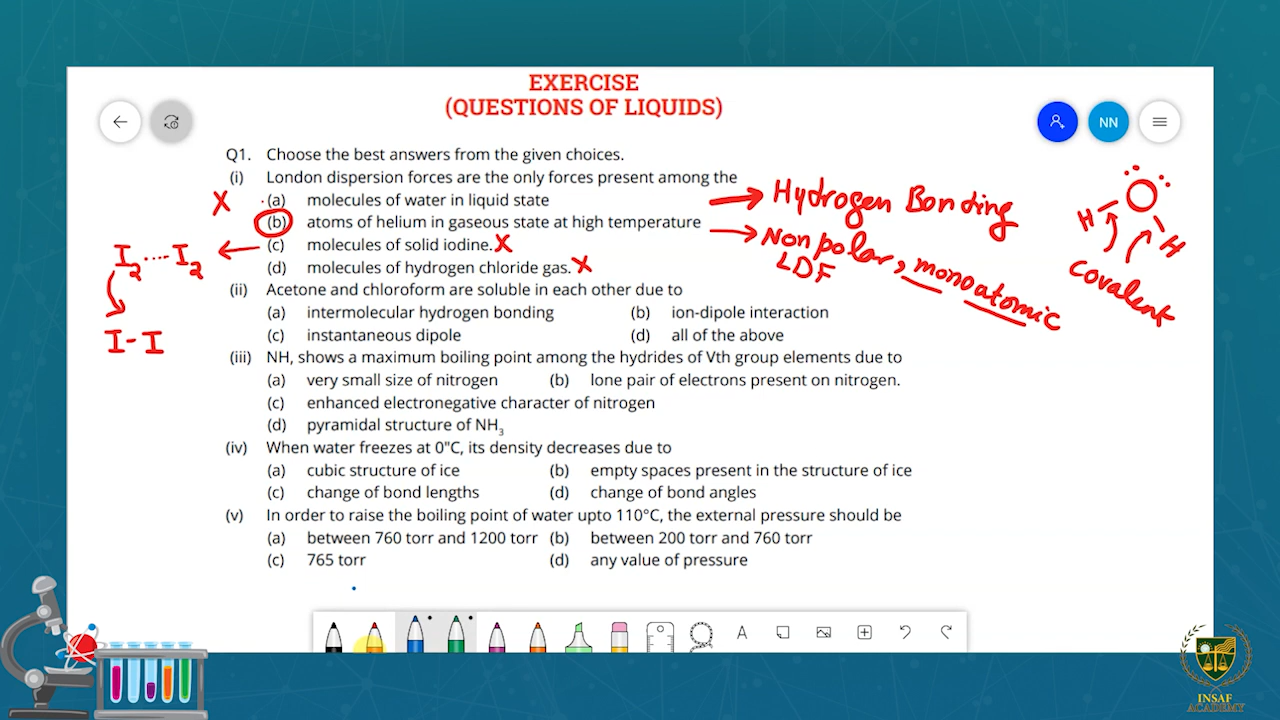 EXERCISE
(QUESTIONS OF LIQUIDS)
NN
Q1. Choose the best answers from the given choices.
(i) London dispersion forces are the only forces present among the
X (a) molecules of water in liquid state → Hydrogen Bonding
(b) atoms of helium in gaseous state at high temperature → Nonpolar, monoatomic
LDF
(c) molecules of solid iodine. X
I2 .... I2
I - I
(d) molecules of hydrogen chloride gas. X
O
H H
covalent
(ii) Acetone and chloroform are soluble in each other due to
(a) intermolecular hydrogen bonding (b) ion-dipole interaction
(c) instantaneous dipole (d) all of the above
(iii) NH, shows a maximum boiling point among the hydrides of Vth group elements due to
(a) very small size of nitrogen (b) lone pair of electrons present on nitrogen.
(c) enhanced electronegative character of nitrogen
(d) pyramidal structure of NH3
(iv) When water freezes at 0"C, its density decreases due to
(a) cubic structure of ice (b) empty spaces present in the structure of ice
(c) change of bond lengths (d) change of bond angles
(v) In order to raise the boiling point of water upto 110°C, the external pressure should be
(a) between 760 torr and 1200 torr (b) between 200 torr and 760 torr
(c) 765 torr (d) any value of pressure
A
INSAF
ACADEMY